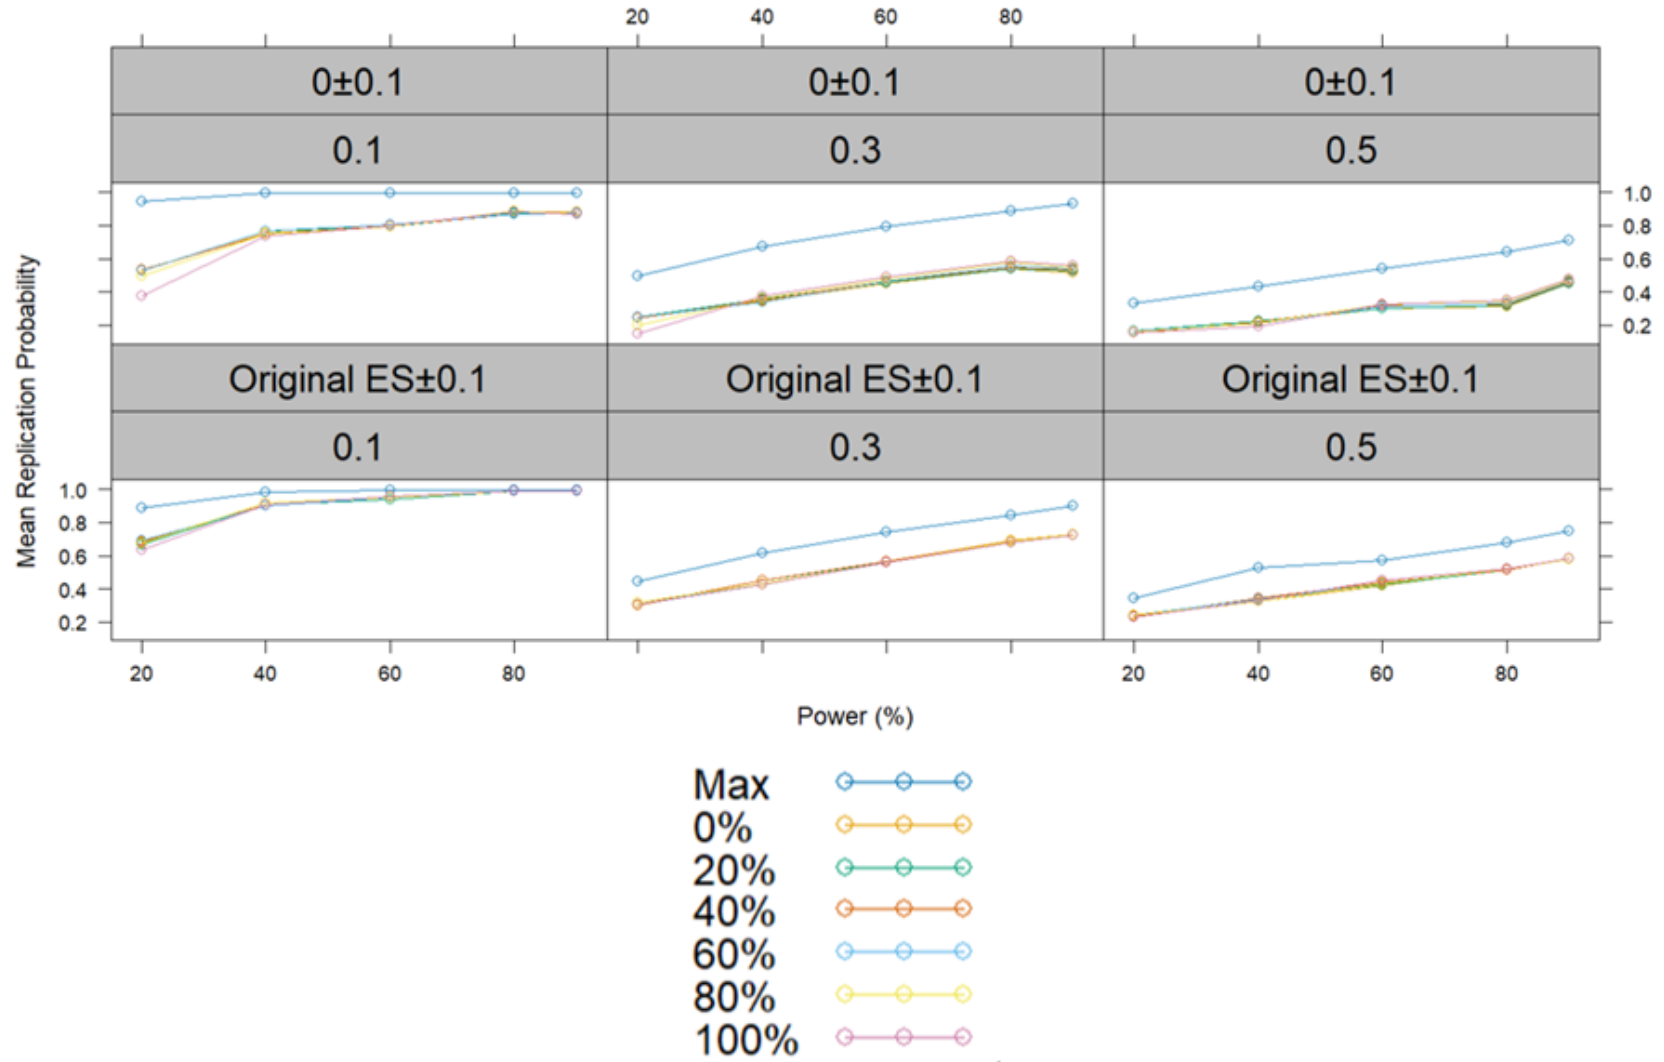 20 40 60 80
0±0.1 0±0.1 0±0.1
0.1 0.3 0.5
1.0
0.8
0.6
0.4
0.2
Mean Replication Probability
Original ES±0.1 Original ES±0.1 Original ES±0.1
0.1 0.3 0.5
1.0
0.8
0.6
0.4
0.2
20 40 60 80 20 40 60 80
Power (%)
Max
0%
20%
40%
60%
80%
100%